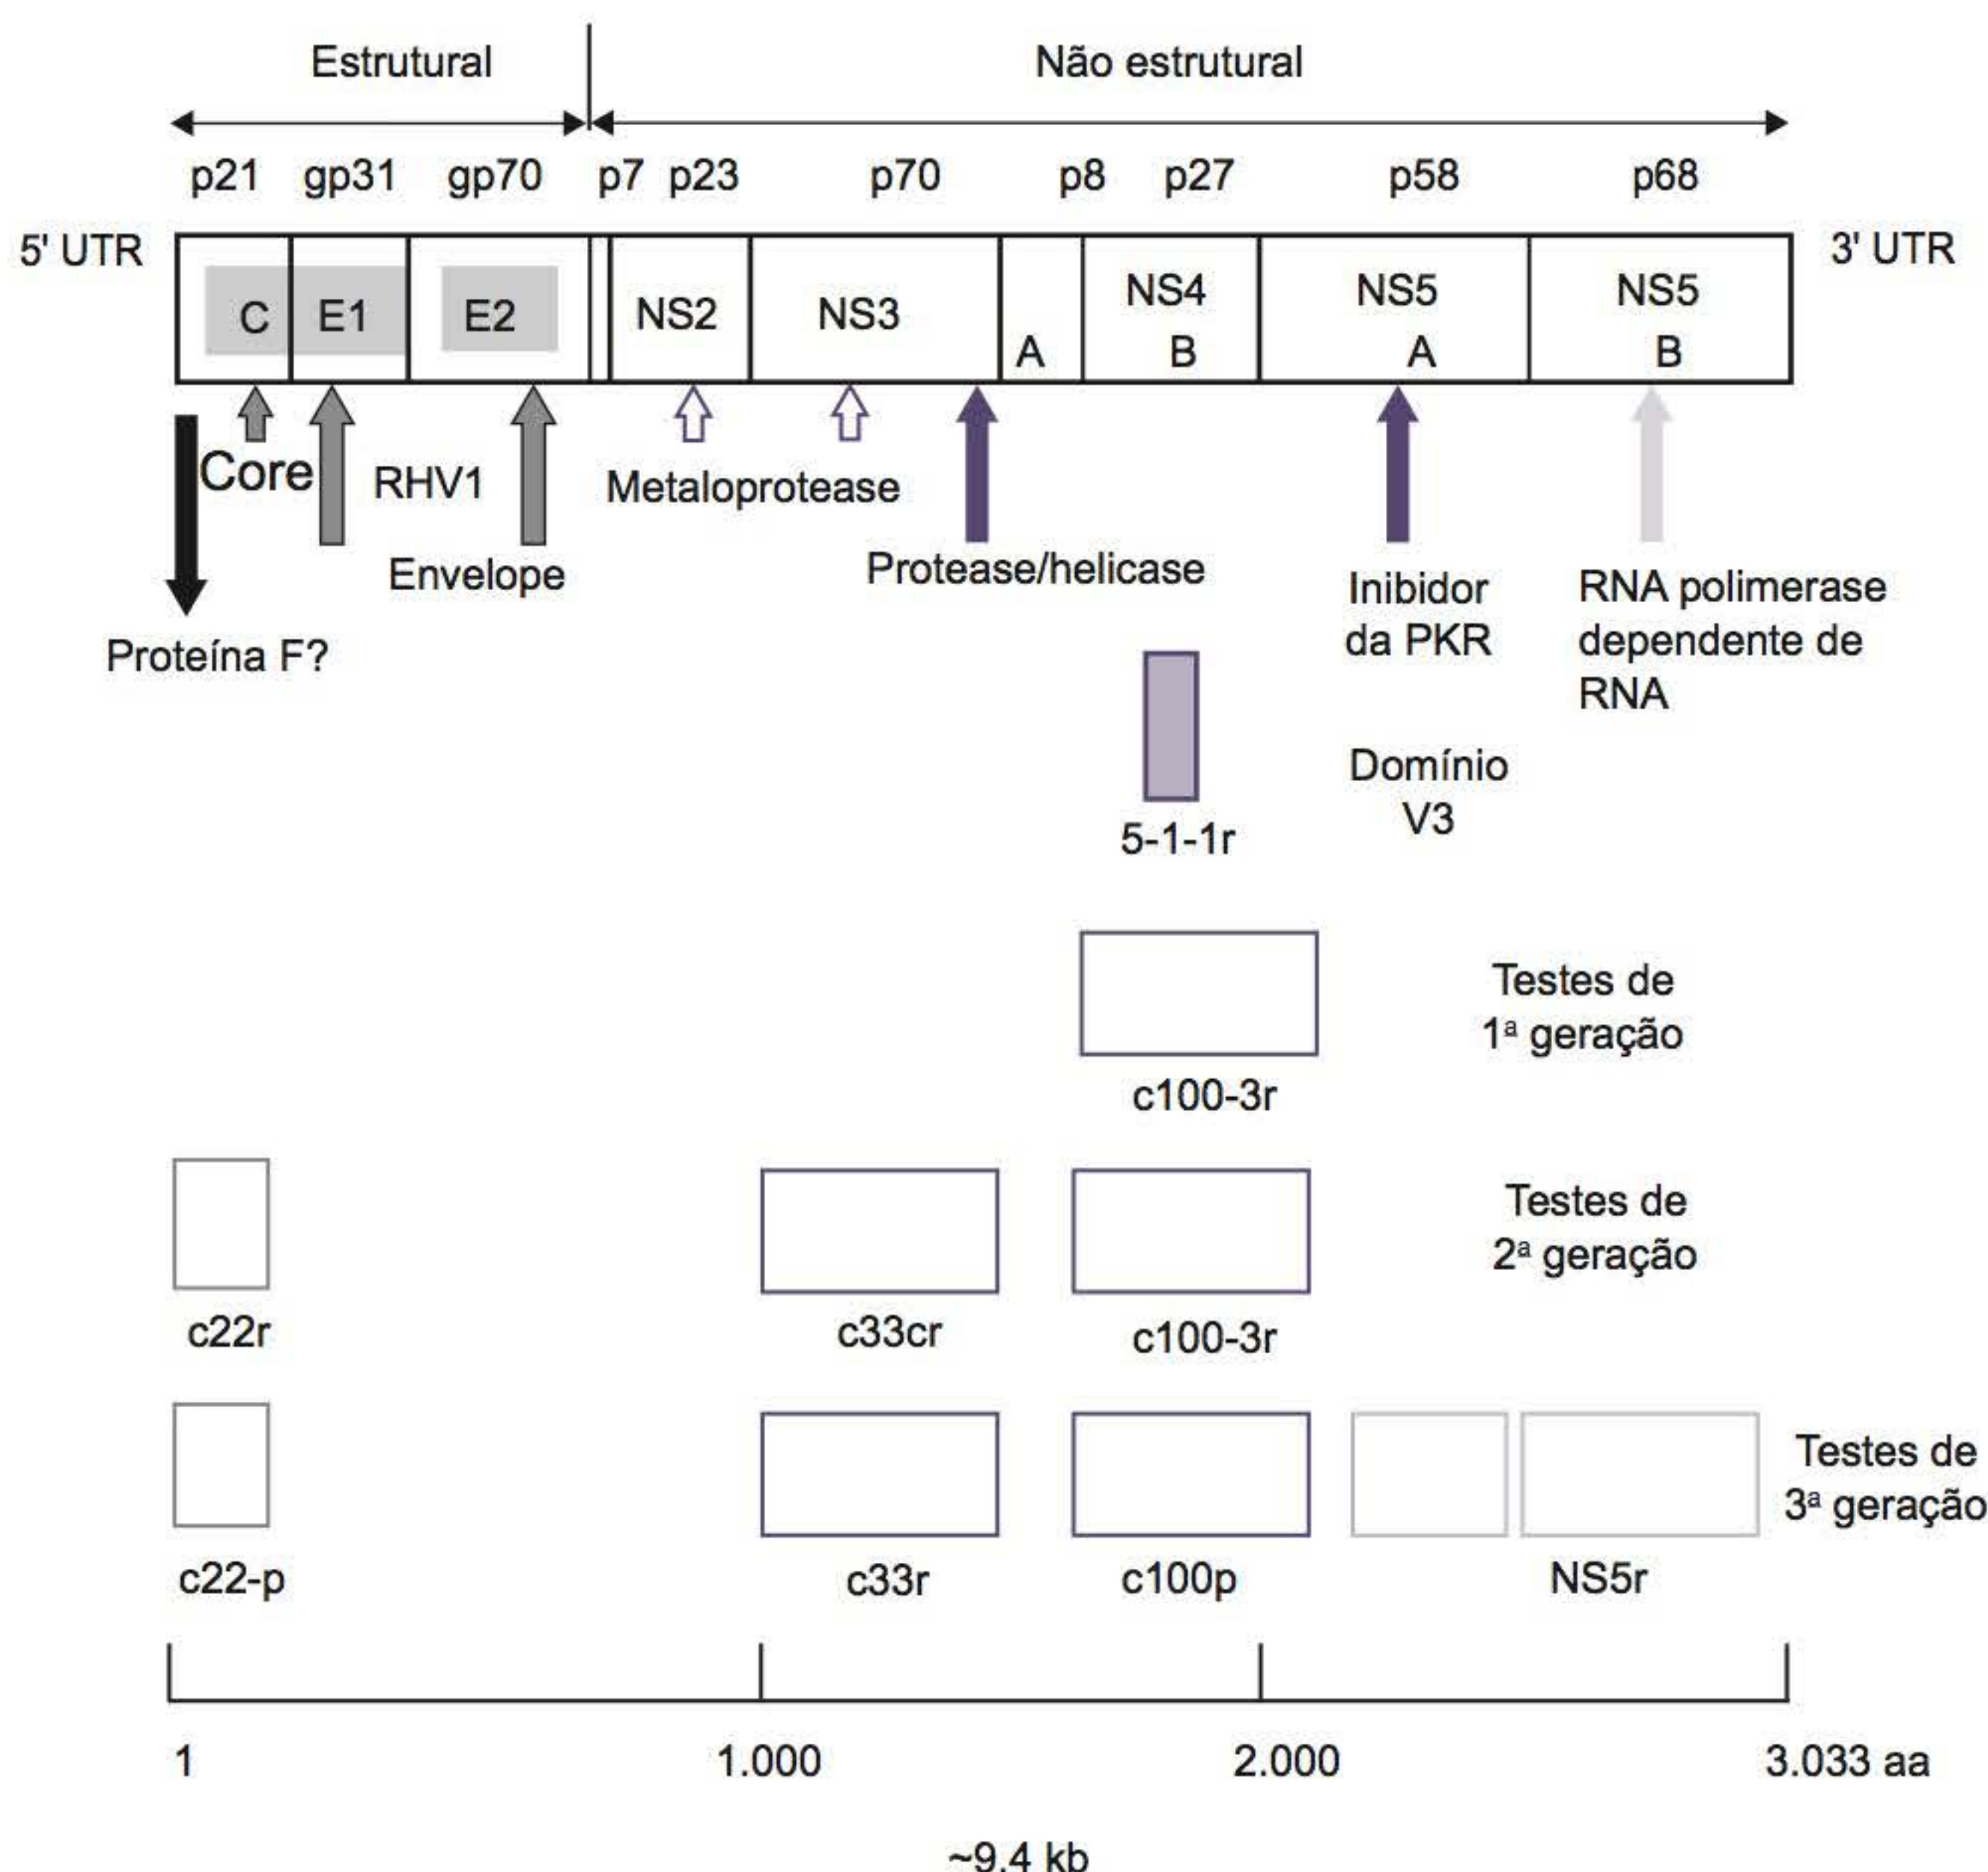 Estrutural
Não estrutural
p21 gp31 gp70 p7 p23 p70 p8 p27 p58 p68
5' UTR
3' UTR
C E1 E2 NS2 NS3 A NS4 B NS5 A NS5 B
Core
RHV1
Metaloprotease
Envelope
Protease/helicase
Inibidor
da PKR
RNA polimerase
dependente de
RNA
Proteína F?
Domínio
V3
5-1-1r
Testes de
1ª geração
c100-3r
Testes de
2ª geração
c22r c33cr c100-3r
Testes de
3ª geração
c22-p c33r c100p NS5r
1 1.000 2.000 3.033 aa
~9.4 kb